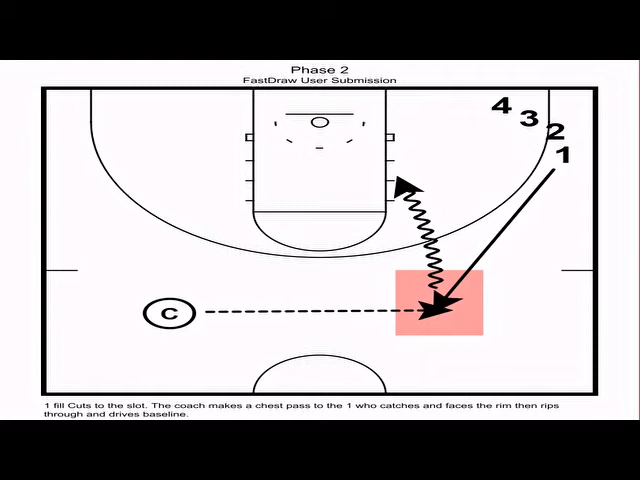 Phase 2
FastDraw User Submission
4
3
2
1
C
1 fill Cuts to the slot. The coach makes a chest pass to the 1 who catches and faces the rim then rips
through and drives baseline.